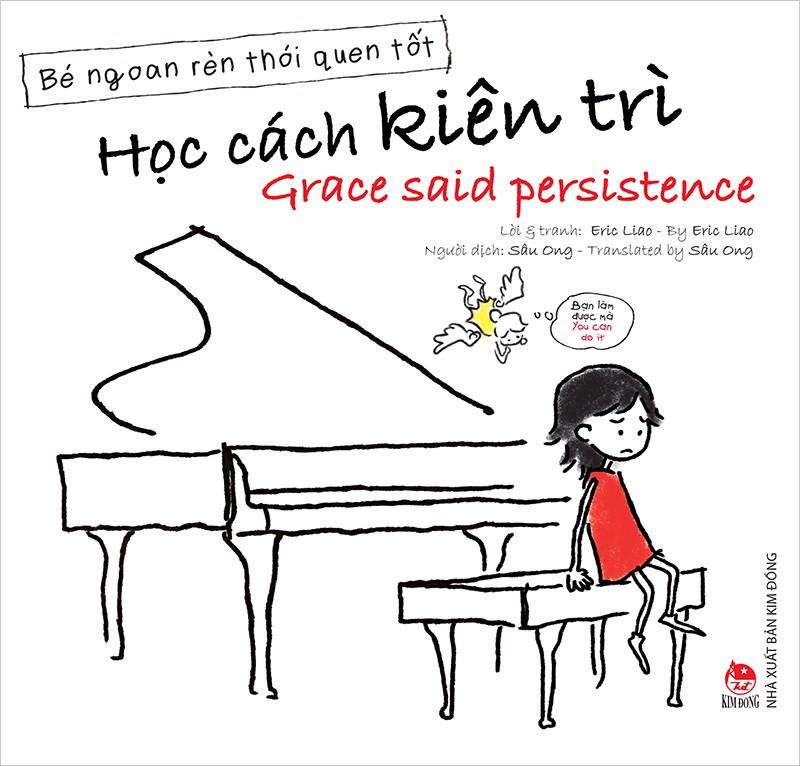 Bé ngoan rèn thói quen tốt
Học cách kiên trì
Grace said persistence
Lời & tranh: Eric Liao - By Eric Liao
Người dịch: Sâu Ong - Translated by Sâu Ong
Bạn làm
được mà
You can
do it
KIM ĐỒNG
NHÀ XUẤT BẢN KIM ĐỒNG